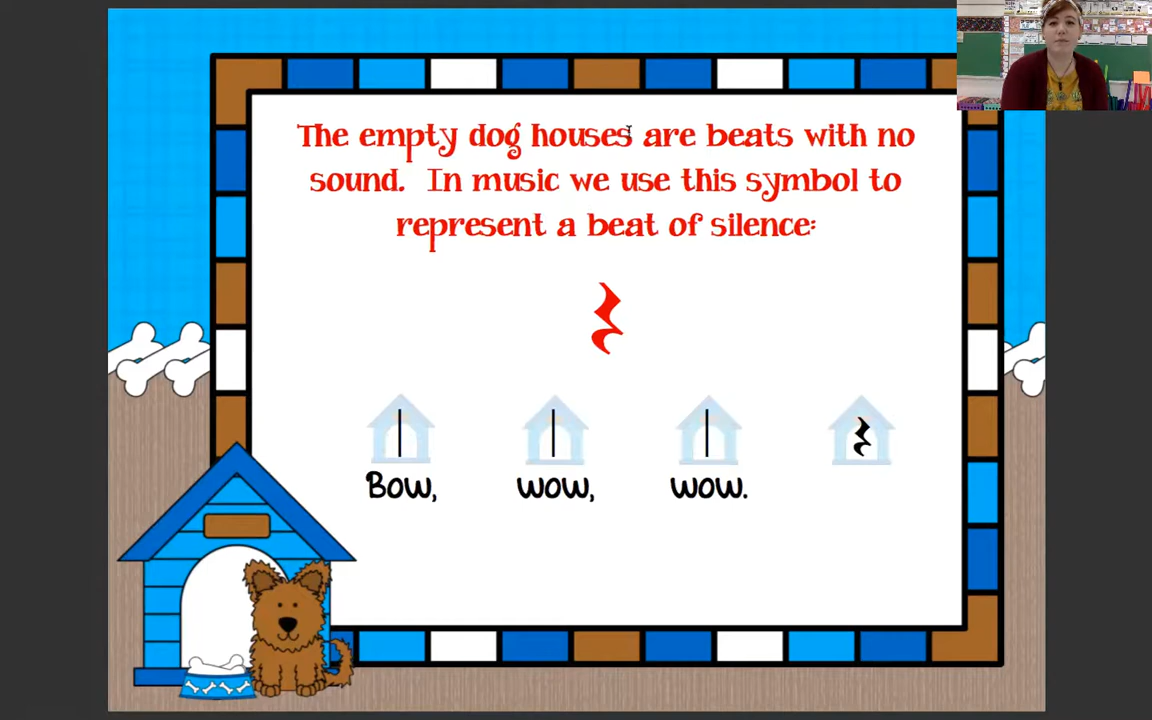 The empty dog houses are beats with no
sound. In music we use this symbol to
represent a beat of silence:
Bow, wow, wow.